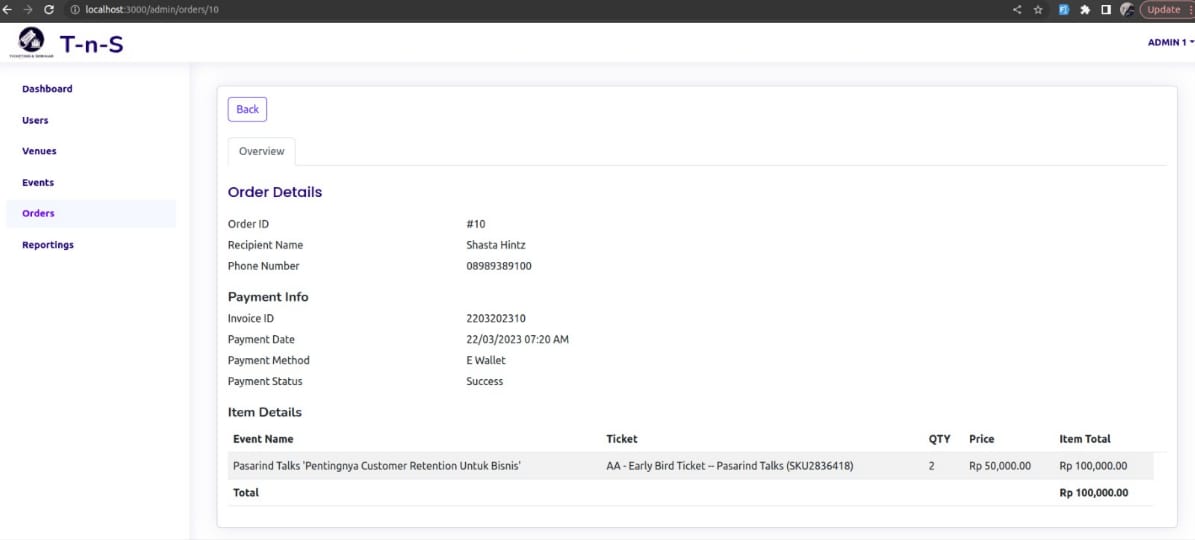 localhost:3000/admin/orders/10
Update
T-n-S
ADMIN 1
Dashboard
Users
Venues
Events
Orders
Reportings
Back
Overview
Order Details
Order ID #10
Recipient Name Shasta Hintz
Phone Number 08989389100
Payment Info
Invoice ID 2203202310
Payment Date 22/03/2023 07:20 AM
Payment Method E Wallet
Payment Status Success
Item Details
Event Name Ticket QTY Price Item Total
Pasarind Talks 'Pentingnya Customer Retention Untuk Bisnis' AA - Early Bird Ticket -- Pasarind Talks (SKU2836418) 2 Rp 50,000.00 Rp 100,000.00
Total Rp 100,000.00